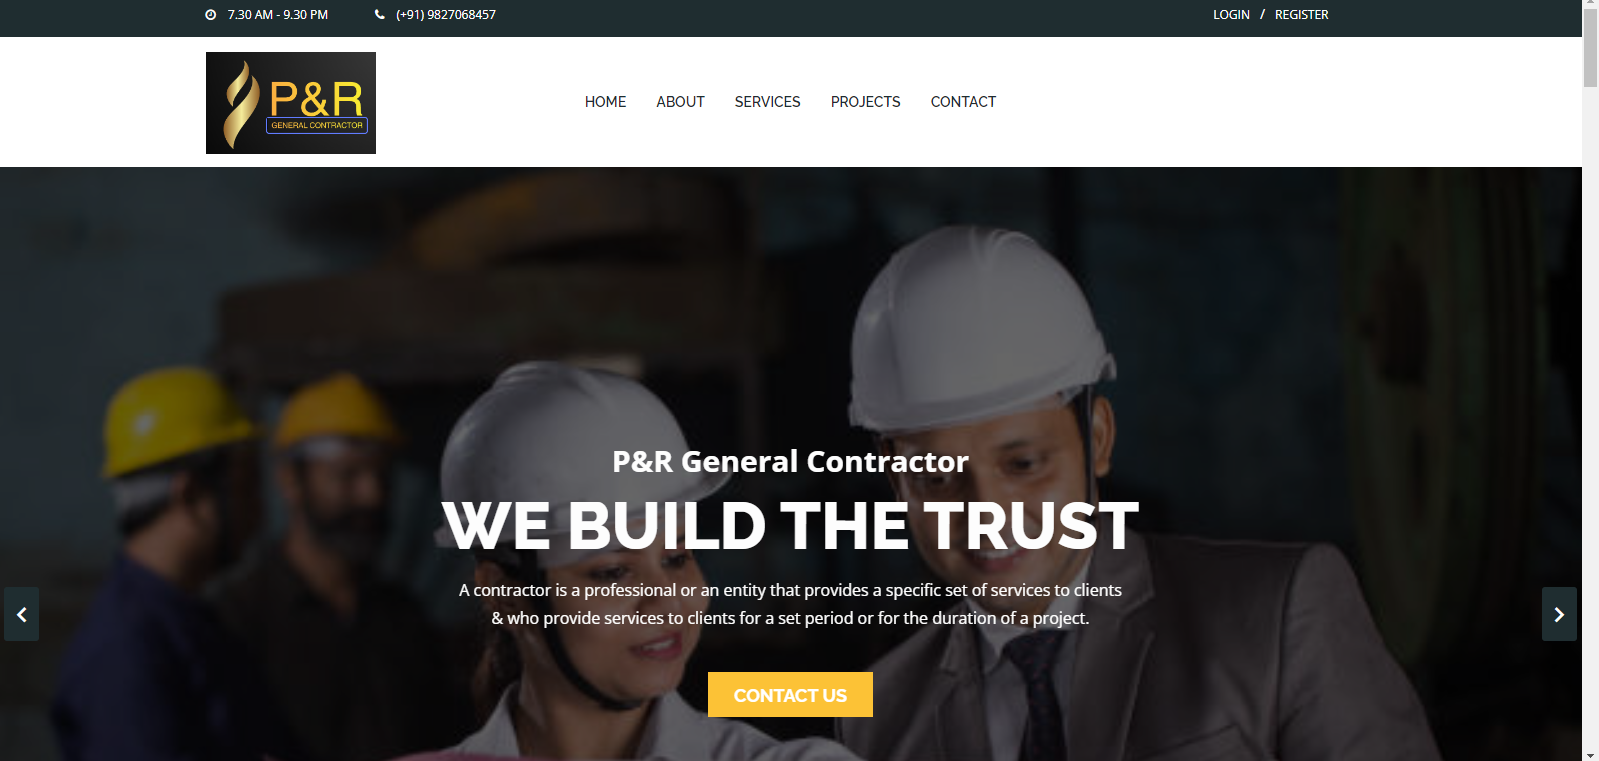 7.30 AM - 9.30 PM (+91) 9827068457 LOGIN / REGISTER
P&R
GENERAL CONTRACTOR
HOME ABOUT SERVICES PROJECTS CONTACT
P&R General Contractor
WE BUILD THE TRUST
A contractor is a professional or an entity that provides a specific set of services to clients
& who provide services to clients for a set period or for the duration of a project.
CONTACT US